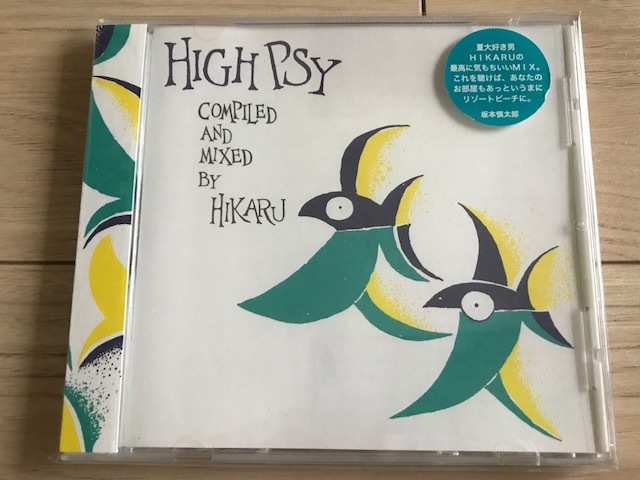 HIGH PSY
COMPILED
AND
MIXED
BY
HIKARU
夏大好き男
HIKARUの
最高に気もちいいMIX。
これを聴けば、あなたの
お部屋もあっというまに
リゾートビーチに。
坂本慎太郎